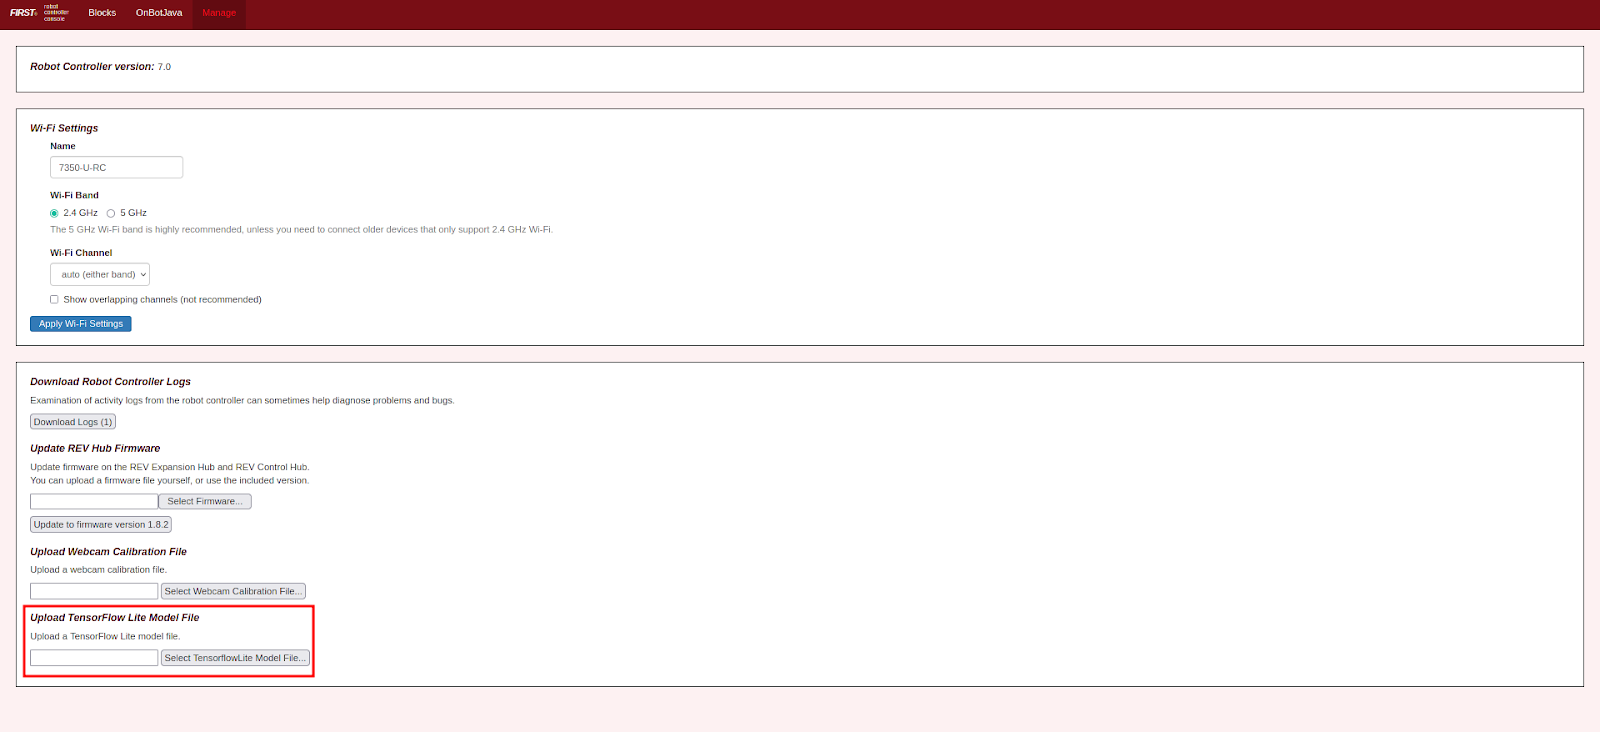 FIRST robot controller console Blocks OnBotJava Manage
Robot Controller version: 7.0
Wi-Fi Settings
Name
7350-U-RC
Wi-Fi Band
2.4 GHz 5 GHz
The 5 GHz Wi-Fi band is highly recommended, unless you need to connect older devices that only support 2.4 GHz Wi-Fi.
Wi-Fi Channel
auto (either band)
Show overlapping channels (not recommended)
Apply Wi-Fi Settings
Download Robot Controller Logs
Examination of activity logs from the robot controller can sometimes help diagnose problems and bugs.
Download Logs (1)
Update REV Hub Firmware
Update firmware on the REV Expansion Hub and REV Control Hub.
You can upload a firmware file yourself, or use the included version.
Select Firmware...
Update to firmware version 1.8.2
Upload Webcam Calibration File
Upload a webcam calibration file.
Select Webcam Calibration File...
Upload TensorFlow Lite Model File
Upload a TensorFlow Lite model file.
Select TensorflowLite Model File...